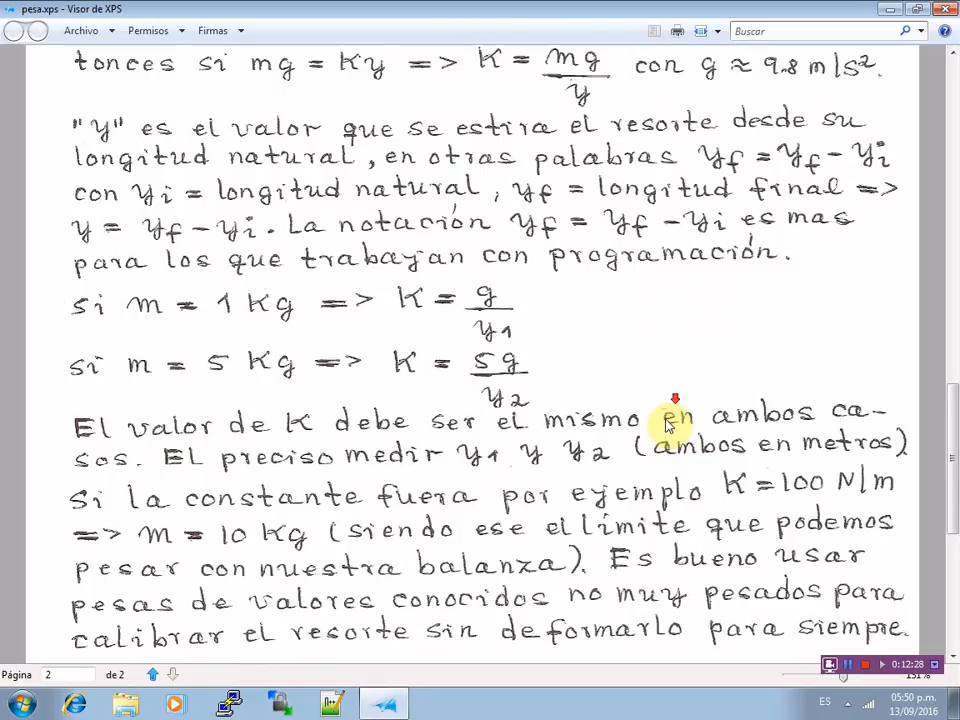 pesa.xps - Visor de XPS
Archivo Permisos Firmas Buscar
tonces si mg = Ky => K = mg/y con g ≈ 9.8 m/s².
"y" es el valor que se estira el resorte desde su
longitud natural, en otras palabras yf = yf - yi
con yi = longitud natural, yf = longitud final =>
y = yf - yi. La notación yf = yf - yi es mas
para los que trabajan con programación.
si m = 1 Kg => K = g/y1
si m = 5 Kg => K = 5g/y2
El valor de K debe ser el mismo en ambos ca-
sos. El preciso medir y1 y y2 (ambos en metros)
Si la constante fuera por ejemplo K = 100 N/m
=> m = 10 Kg (siendo ese el límite que podemos
pesar con nuestra balanza). Es bueno usar
pesas de valores conocidos no muy pesados para
calibrar el resorte sin deformarlo para siempre.
0:12:28
Página 2 de 2 151%
ES 05:50 p.m.
13/09/2016